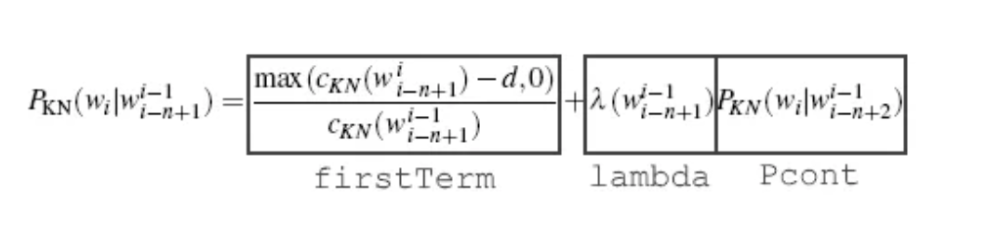 P_KN(w_i|w_{i-n+1}^{i-1}) = max(c_KN(w_{i-n+1}^{i}) − d,0) / c_KN(w_{i-n+1}^{i-1}) + λ(w_{i-n+1}^{i-1}) P_KN(w_i|w_{i-n+2}^{i-1})
firstTerm lambda Pcont